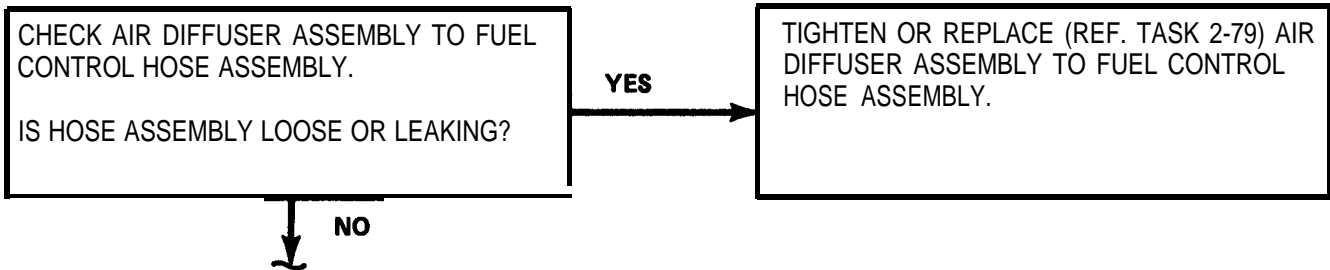 CHECK AIR DIFFUSER ASSEMBLY TO FUEL
CONTROL HOSE ASSEMBLY.
IS HOSE ASSEMBLY LOOSE OR LEAKING?
YES
TIGHTEN OR REPLACE (REF. TASK 2-79) AIR
DIFFUSER ASSEMBLY TO FUEL CONTROL
HOSE ASSEMBLY.
NO